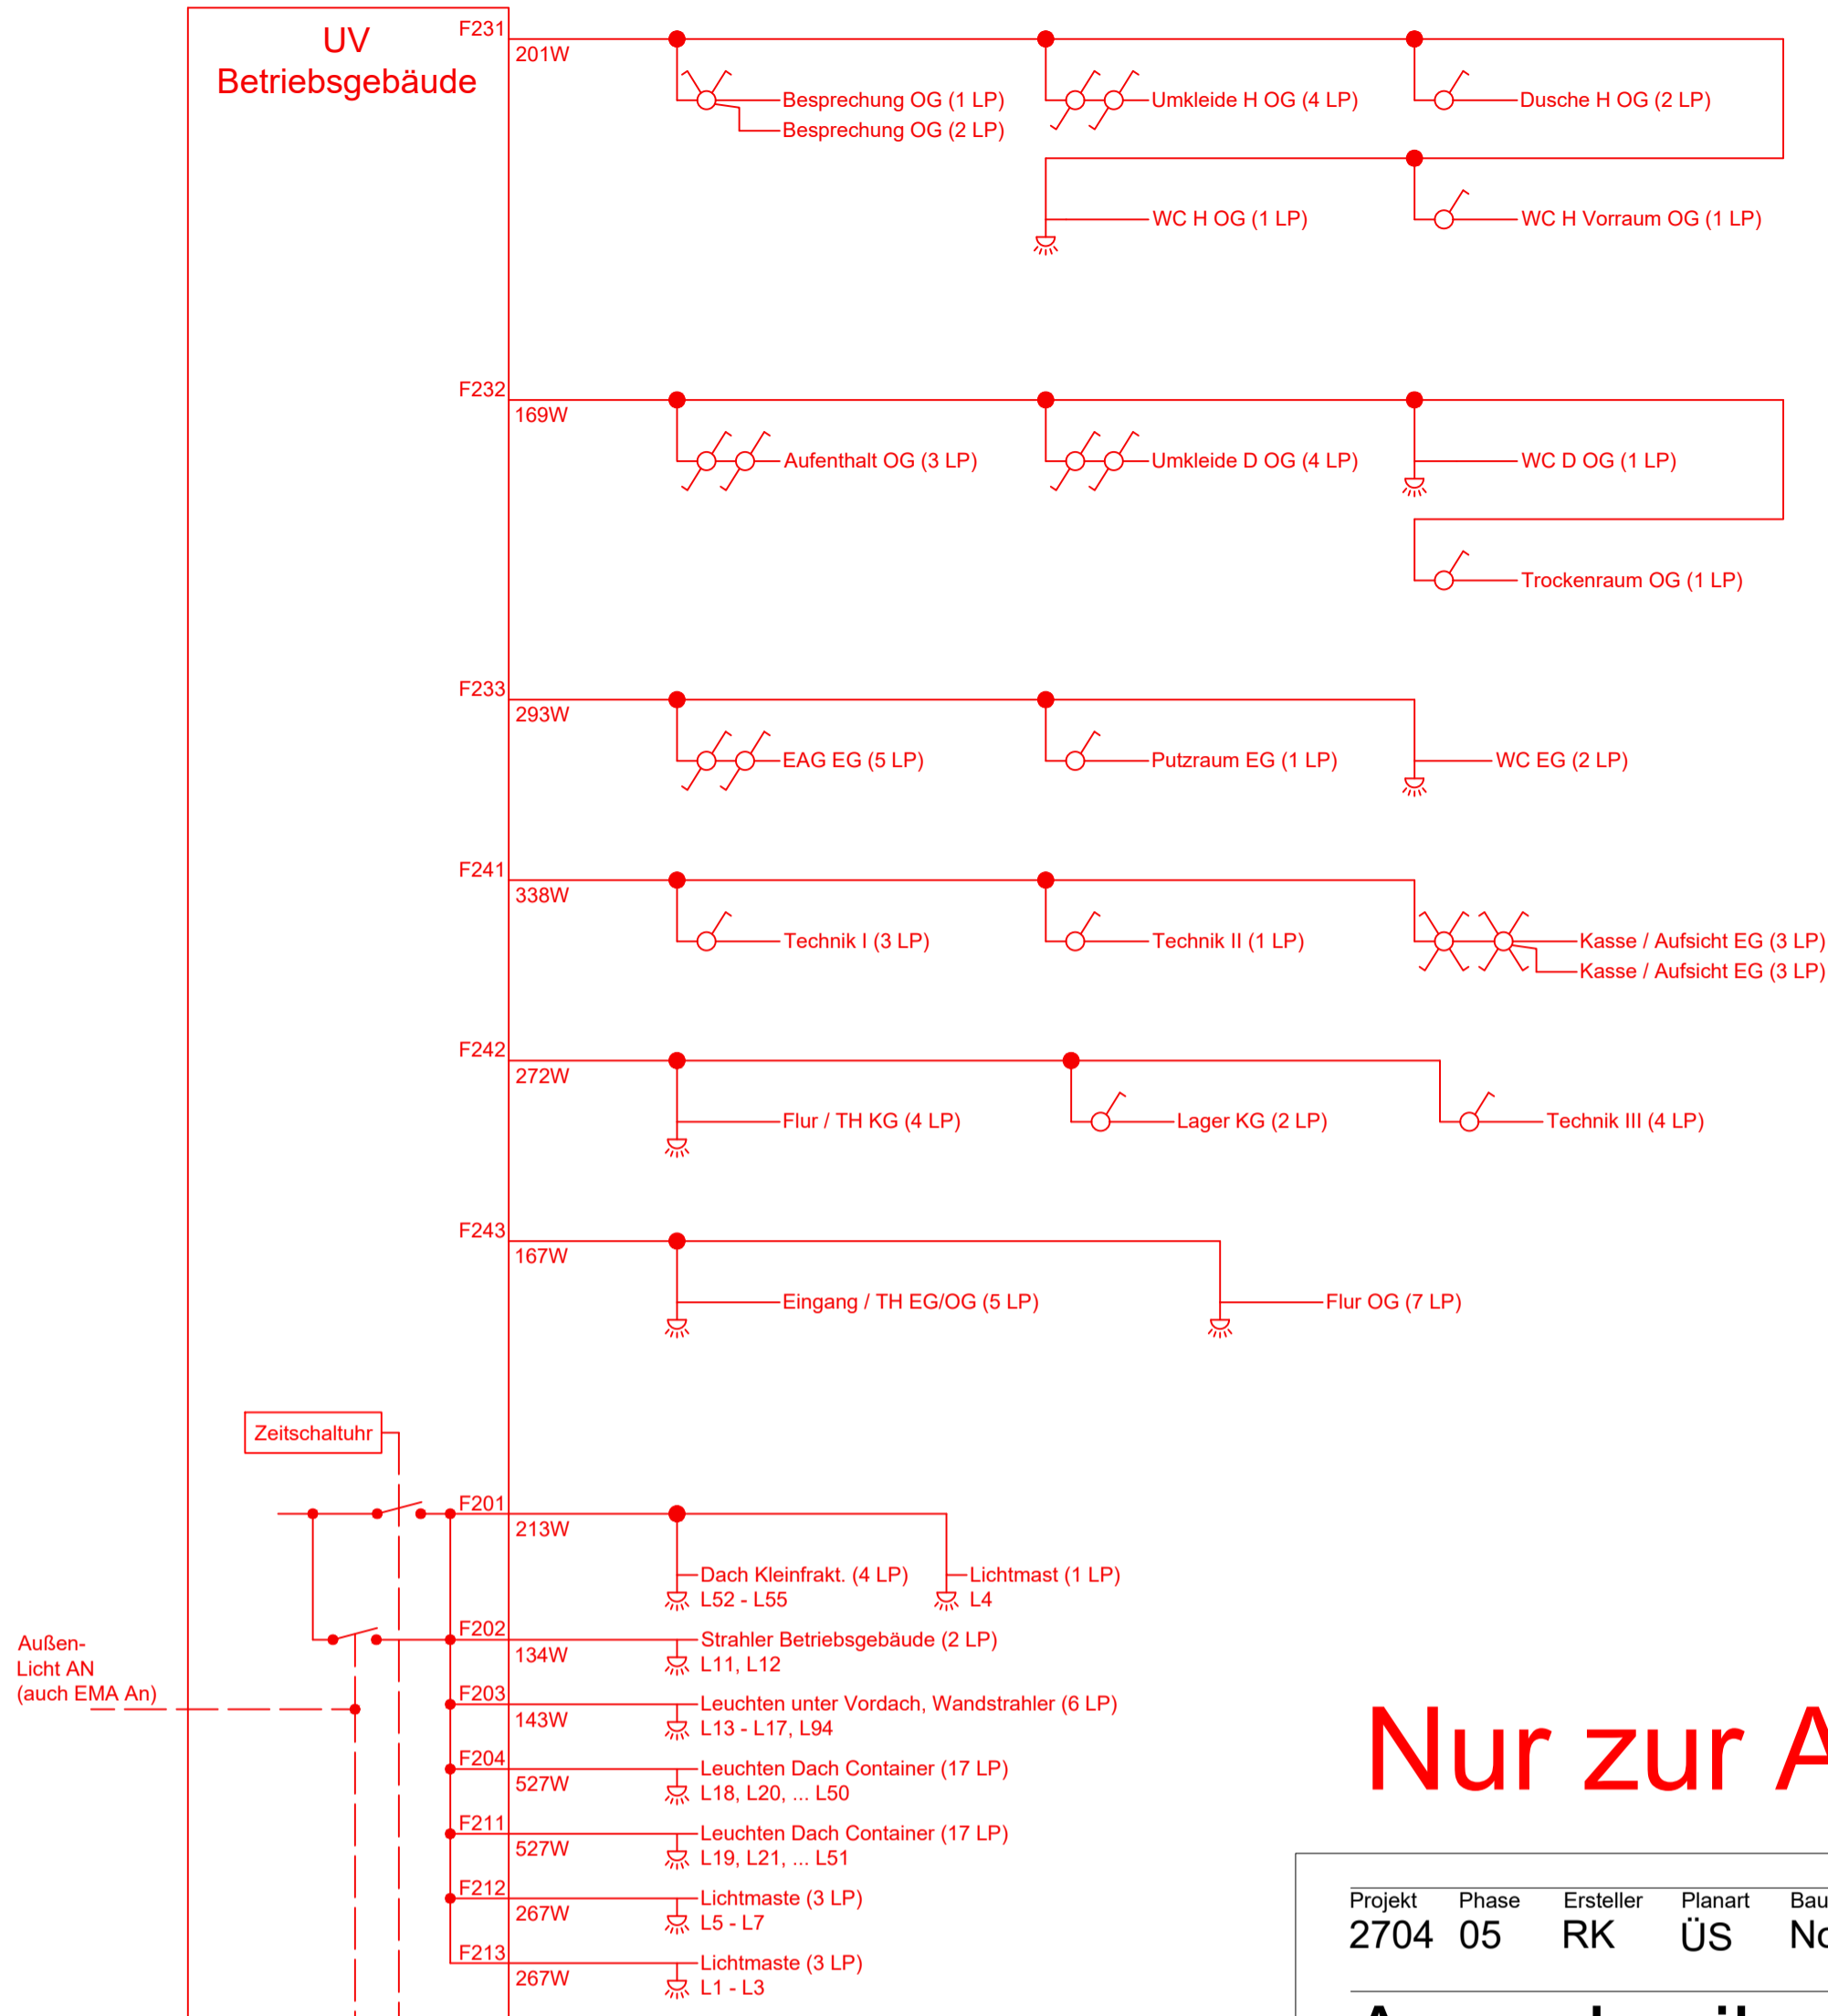 UV
Betriebsgebäude
F231
201W
Besprechung OG (1 LP)
Besprechung OG (2 LP)
Umkleide H OG (4 LP)
Dusche H OG (2 LP)
WC H OG (1 LP)
WC H Vorraum OG (1 LP)
F232
169W
Aufenthalt OG (3 LP)
Umkleide D OG (4 LP)
WC D OG (1 LP)
Trockenraum OG (1 LP)
F233
293W
EAG EG (5 LP)
Putzraum EG (1 LP)
WC EG (2 LP)
F241
338W
Technik I (3 LP)
Technik II (1 LP)
Kasse / Aufsicht EG (3 LP)
Kasse / Aufsicht EG (3 LP)
F242
272W
Flur / TH KG (4 LP)
Lager KG (2 LP)
Technik III (4 LP)
F243
167W
Eingang / TH EG/OG (5 LP)
Flur OG (7 LP)
Zeitschaltuhr
F201
213W
Dach Kleinfrakt. (4 LP)
L52 - L55
Lichtmast (1 LP)
L4
Außen-
Licht AN
(auch EMA An)
F202
134W
Strahler Betriebsgebäude (2 LP)
L11, L12
F203
143W
Leuchten unter Vordach, Wandstrahler (6 LP)
L13 - L17, L94
F204
527W
Leuchten Dach Container (17 LP)
L18, L20, ... L50
F211
527W
Leuchten Dach Container (17 LP)
L19, L21, ... L51
F212
267W
Lichtmaste (3 LP)
L5 - L7
F213
267W
Lichtmaste (3 LP)
L1 - L3
Nur zur A
Projekt Phase Ersteller Planart Bau
2704 05 RK ÜS No